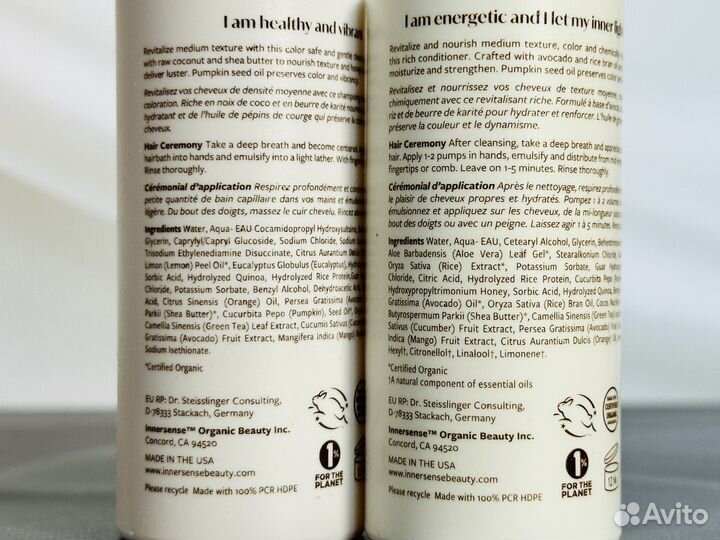 I am healthy and vibran
Revitalize medium texture with this color safe and gentle
with raw coconut and shea butter to nourish texture and
deliver luster. Pumpkin seed oil preserves color and vibrancy.
Revitalisez vos cheveux de densité moyenne avec ce shampooing
coloration. Riche en noix de coco et en beurre de karité
hydratant et de l'huile de pépins de courge qui préserve la
cheveux.
Hair Ceremony Take a deep breath and become centered.
hairbath into hands and emulsify into a light lather. With
Rinse thoroughly.
Cérémonial d'application Respirez profondément et
petite quantité de bain capillaire dans vos mains et
légère. Du bout des doigts, massez le cuir chevelu. Rincez
Ingredients Water, Aqua- EAU Cocamidopropyl Hydroxysultaine,
Glycerin, Caprylyl/Capryl Glucoside, Sodium Chloride, Sodium
Trisodium Ethylenediamine Disuccinate, Citrus Aurantium Dulcis
Limon (Lemon) Peel Oil*, Eucalyptus Globulus (Eucalyptus), Hydrolyzed
Sorbic Acid, Hydrolyzed Quinoa, Hydrolyzed Rice Protein,
Chloride, Potassium Sorbate, Benzyl Alcohol, Dehydroacetic
Acid, Citrus Sinensis (Orange) Oil, Persea Gratissima (Avocado)
Parkii (Shea Butter)*, Cucurbita Pepo (Pumpkin), Seed Oil*,
Camellia Sinensis (Green Tea) Leaf Extract, Cucumis Sativus
(Avocado) Fruit Extract, Mangifera Indica (Mango)
Sodium Isethionate.
*Certified Organic
EU RP: Dr. Steisslinger Consulting,
D-78333 Stackach, Germany
Innersense™ Organic Beauty Inc.
Concord, CA 94520
MADE IN THE USA
www.innersensebeauty.com
Please recycle Made with 100% PCR HDPE
1%
FOR THE
PLANET
I am energetic and I let my inner ligh
Revitalize and nourish medium texture, color and chemically
this rich conditioner. Crafted with avocado and rice bran oil
moisturize and strengthen. Pumpkin seed oil preserves color
Revitalisez et nourrissez vos cheveux de texture moyenne,
chimiquement avec ce revitalisant riche. Formulé à base d'avocat,
riz et de beurre de karité pour hydrater et renforcer. L'huile de
préserve la couleur et le dynamisme.
Hair Ceremony After cleansing, take a deep breath and
hair. Apply 1-2 pumps in hands, emulsify and distribute from
fingertips or comb. Leave on 1-5 minutes. Rinse thoroughly.
Cérémonial d'application Après le nettoyage, respirez
le plaisir de cheveux propres et hydratés. Pompez 1 à 2
émulsionnez et appliquez sur les cheveux, de la mi-longueur
bout des doigts ou avec un peigne. Laissez agir 1 à 5 minutes.
Ingredients Water, Aqua- EAU, Cetearyl Alcohol, Glycerin,
Aloe Barbadensis (Aloe Vera) Leaf Gel*, Stearalkonium Chloride,
Oryza Sativa (Rice) Extract*, Potassium Sorbate, Guar
Chloride, Citric Acid, Hydrolyzed Rice Protein,
Hydroxypropyltrimonium Honey, Sorbic Acid, Hydrolyzed
Gratissima (Avocado) Oil*, Oryza Sativa (Rice) Bran Oil, Cocos
Butyrospermum Parkii (Shea Butter)*, Camellia Sinensis (Green Tea)
Sativus (Cucumber) Fruit Extract, Persea Gratissima (Avocado)
Indica (Mango) Fruit Extract, Citrus Aurantium Dulcis (Orange)
Hexyl†, Citronellol†, Linalool†, Limonene†.
*Certified Organic
†A natural component of essential oils
EU RP: Dr. Steisslinger Consulting,
D-78333 Stackach, Germany
Innersense™ Organic Beauty Inc.
Concord, CA 94520
MADE IN THE USA
www.innersensebeauty.com
Please recycle Made with 100% PCR HDPE
MADE WITH
CERTIFIED
ORGANIC
1%
FOR THE
PLANET
12 M
Avito